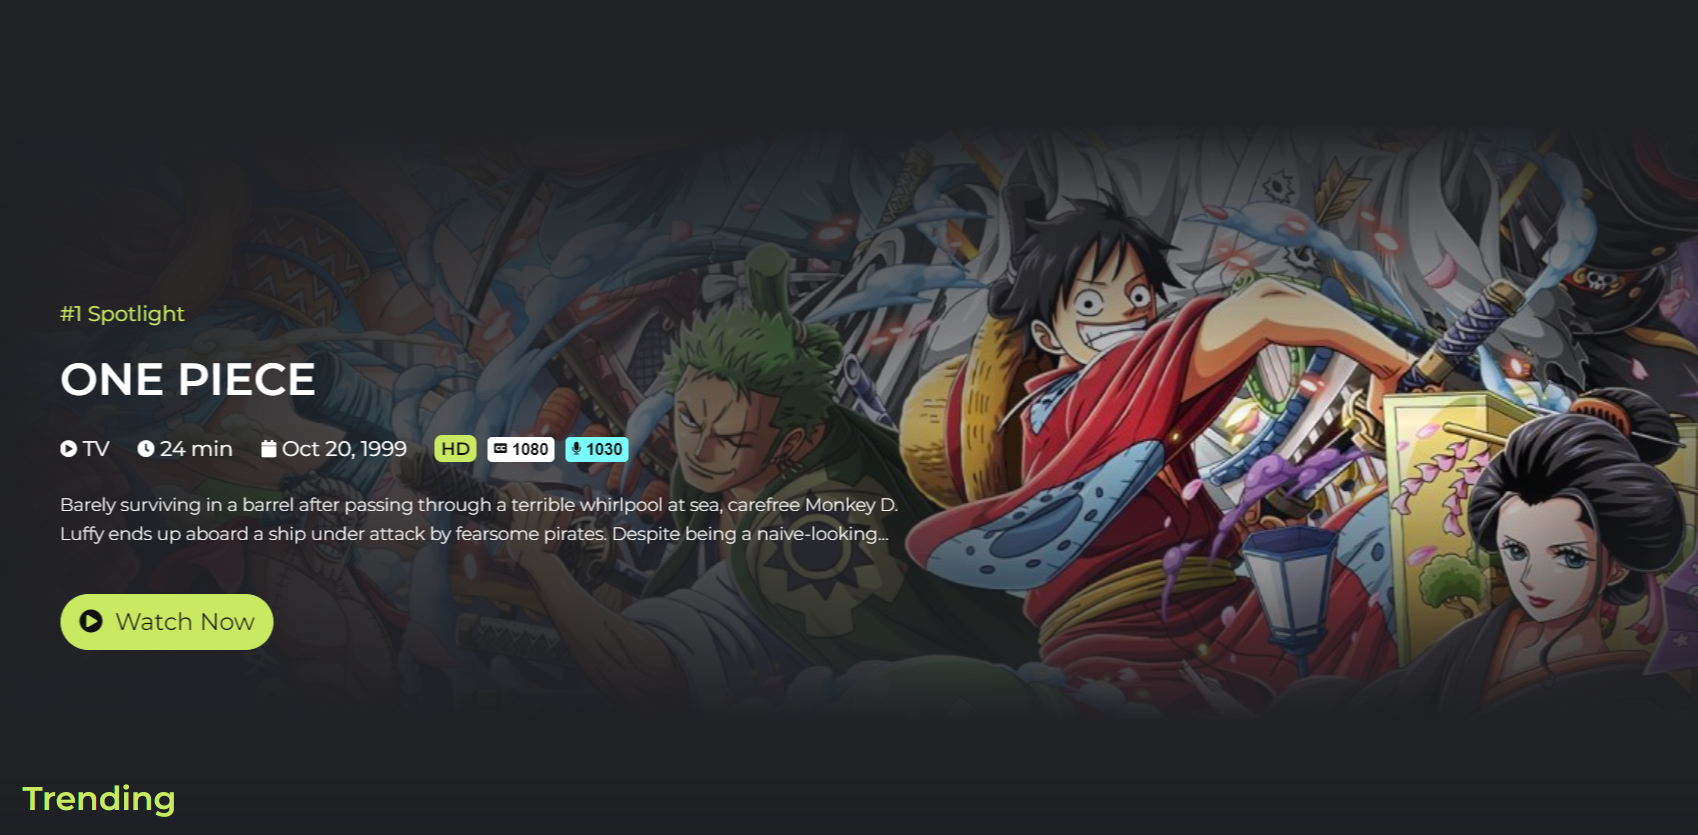 #1 Spotlight
ONE PIECE
TV 24 min Oct 20, 1999 HD CC 1080 1030
Barely surviving in a barrel after passing through a terrible whirlpool at sea, carefree Monkey D.
Luffy ends up aboard a ship under attack by fearsome pirates. Despite being a naive-looking...
Watch Now
Trending